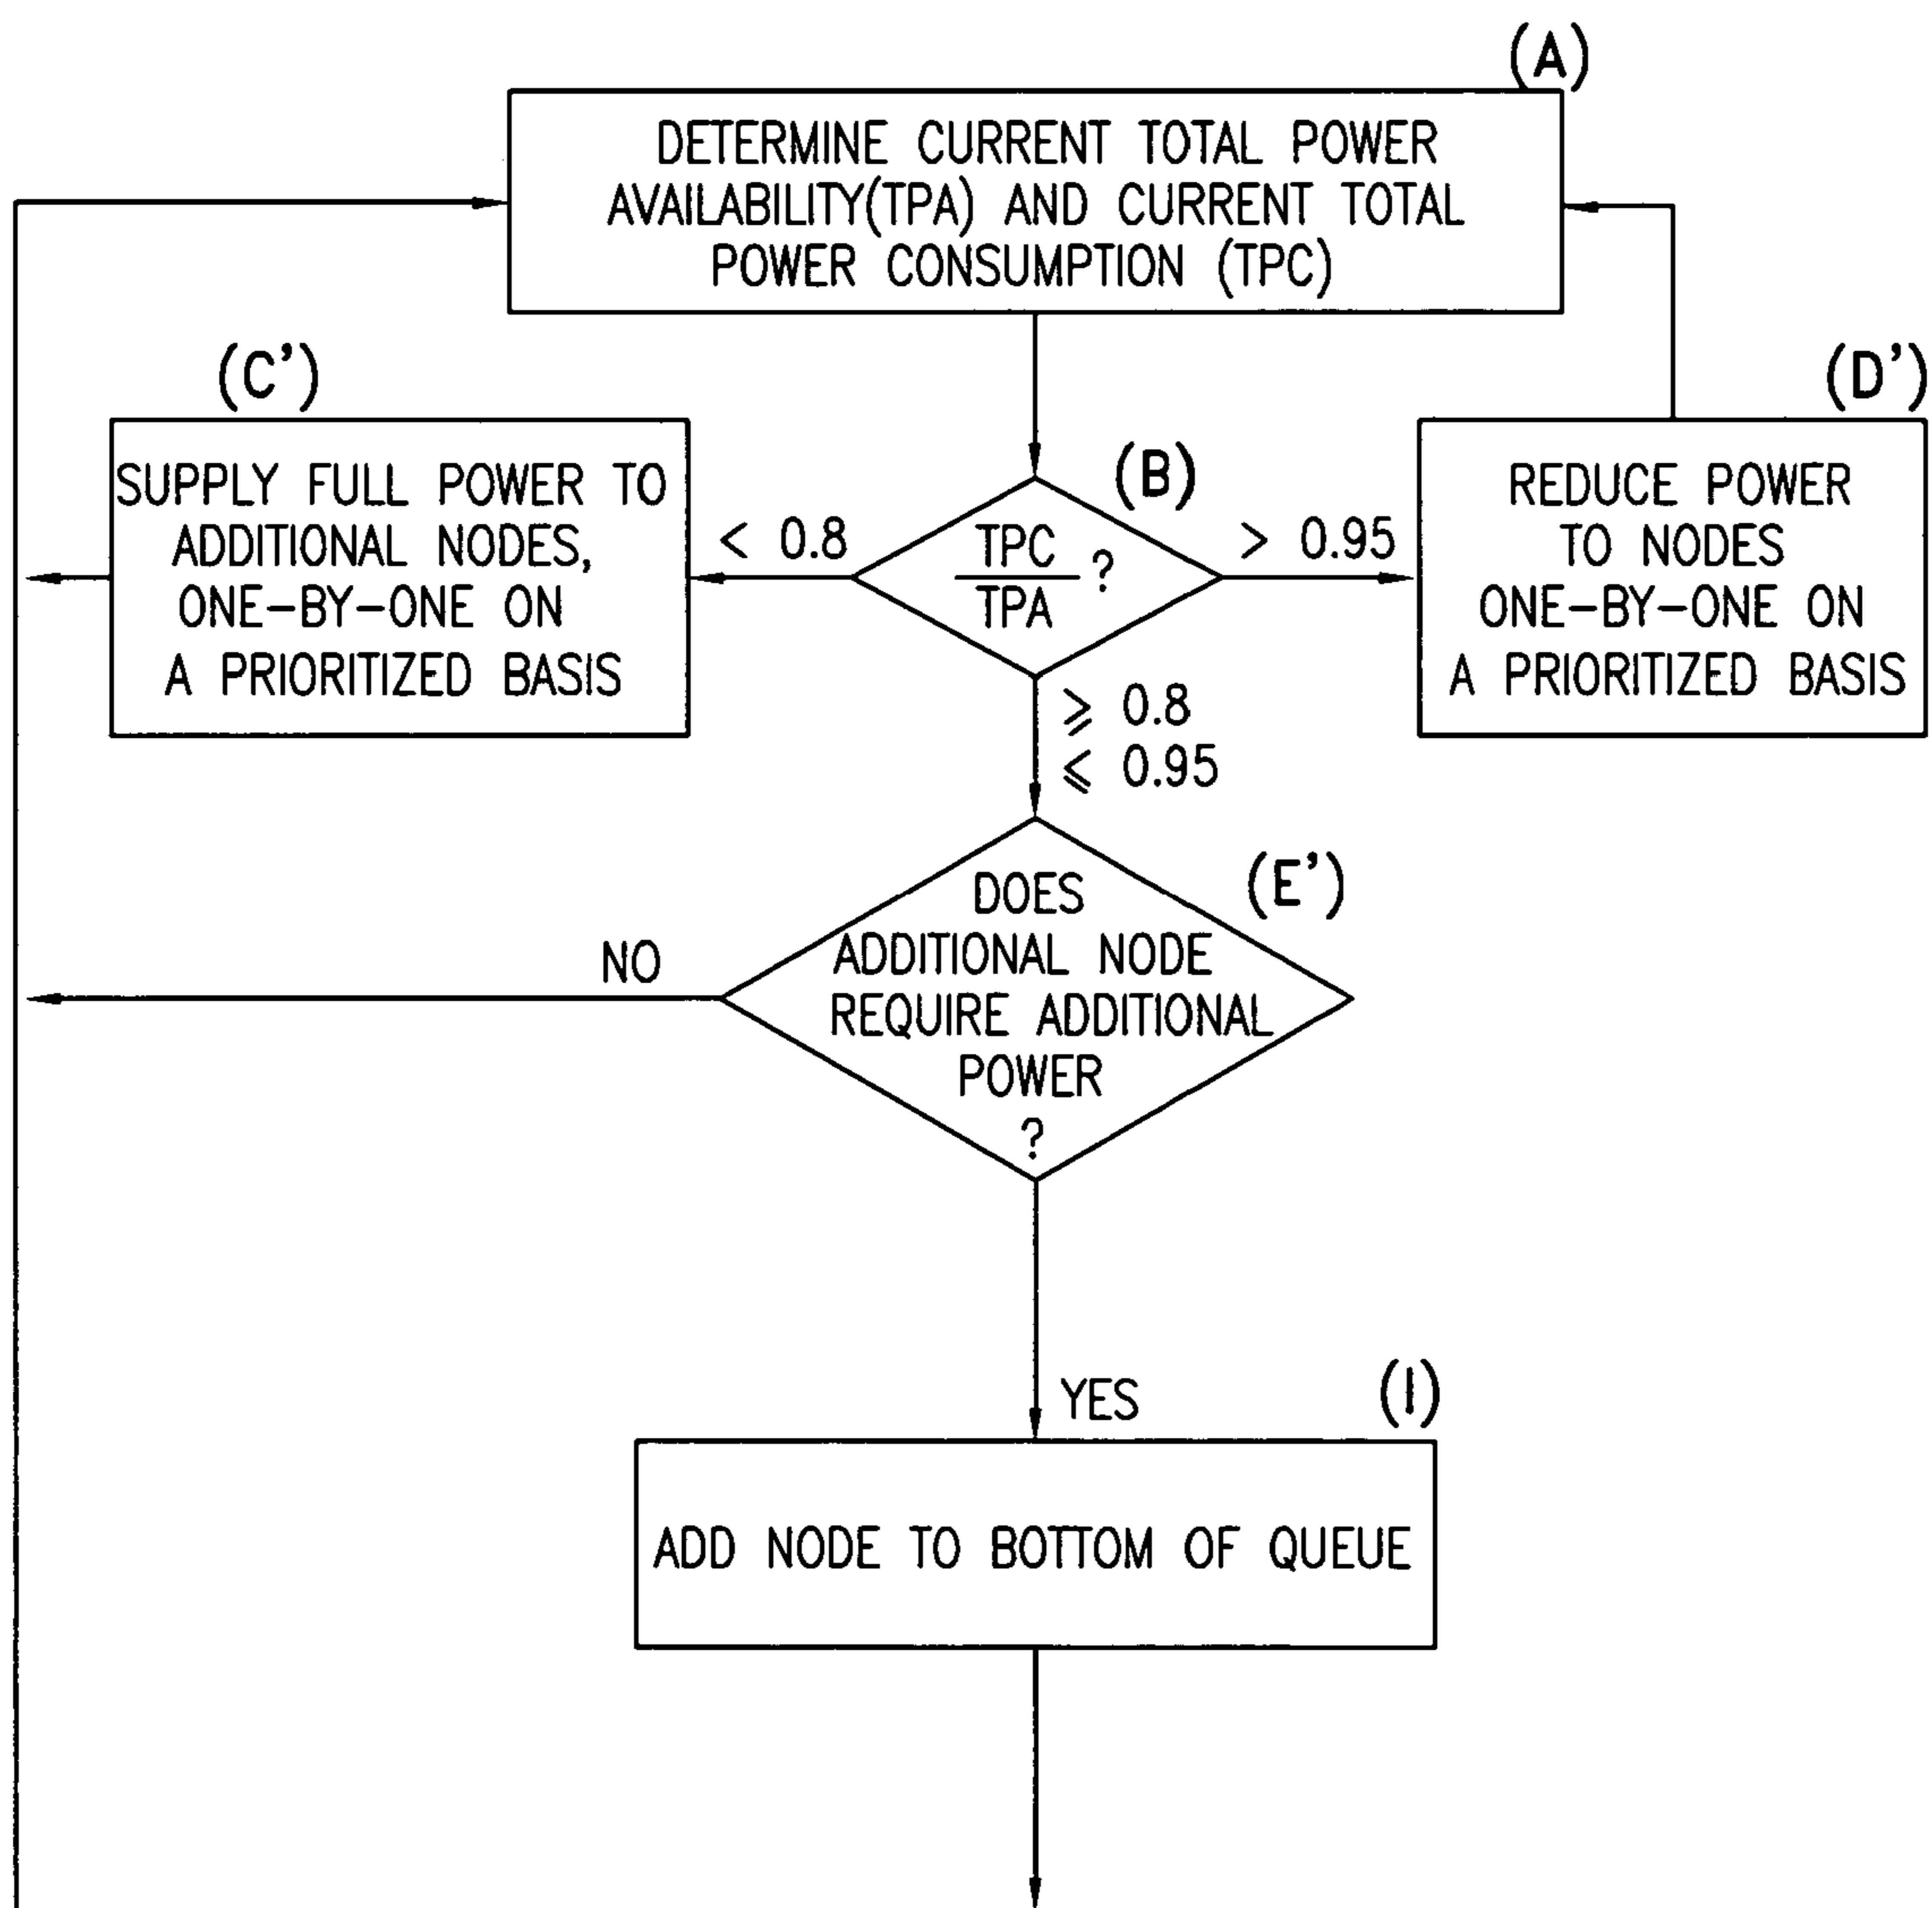 (A)
DETERMINE CURRENT TOTAL POWER
AVAILABILITY(TPA) AND CURRENT TOTAL
POWER CONSUMPTION (TPC)
(C')
SUPPLY FULL POWER TO
ADDITIONAL NODES,
ONE-BY-ONE ON
A PRIORITIZED BASIS
< 0.8
(B)
TPC
TPA
?
> 0.95
(D')
REDUCE POWER
TO NODES
ONE-BY-ONE ON
A PRIORITIZED BASIS
⩾ 0.8
⩽ 0.95
(E')
DOES
ADDITIONAL NODE
REQUIRE ADDITIONAL
POWER
?
NO
YES
(I)
ADD NODE TO BOTTOM OF QUEUE